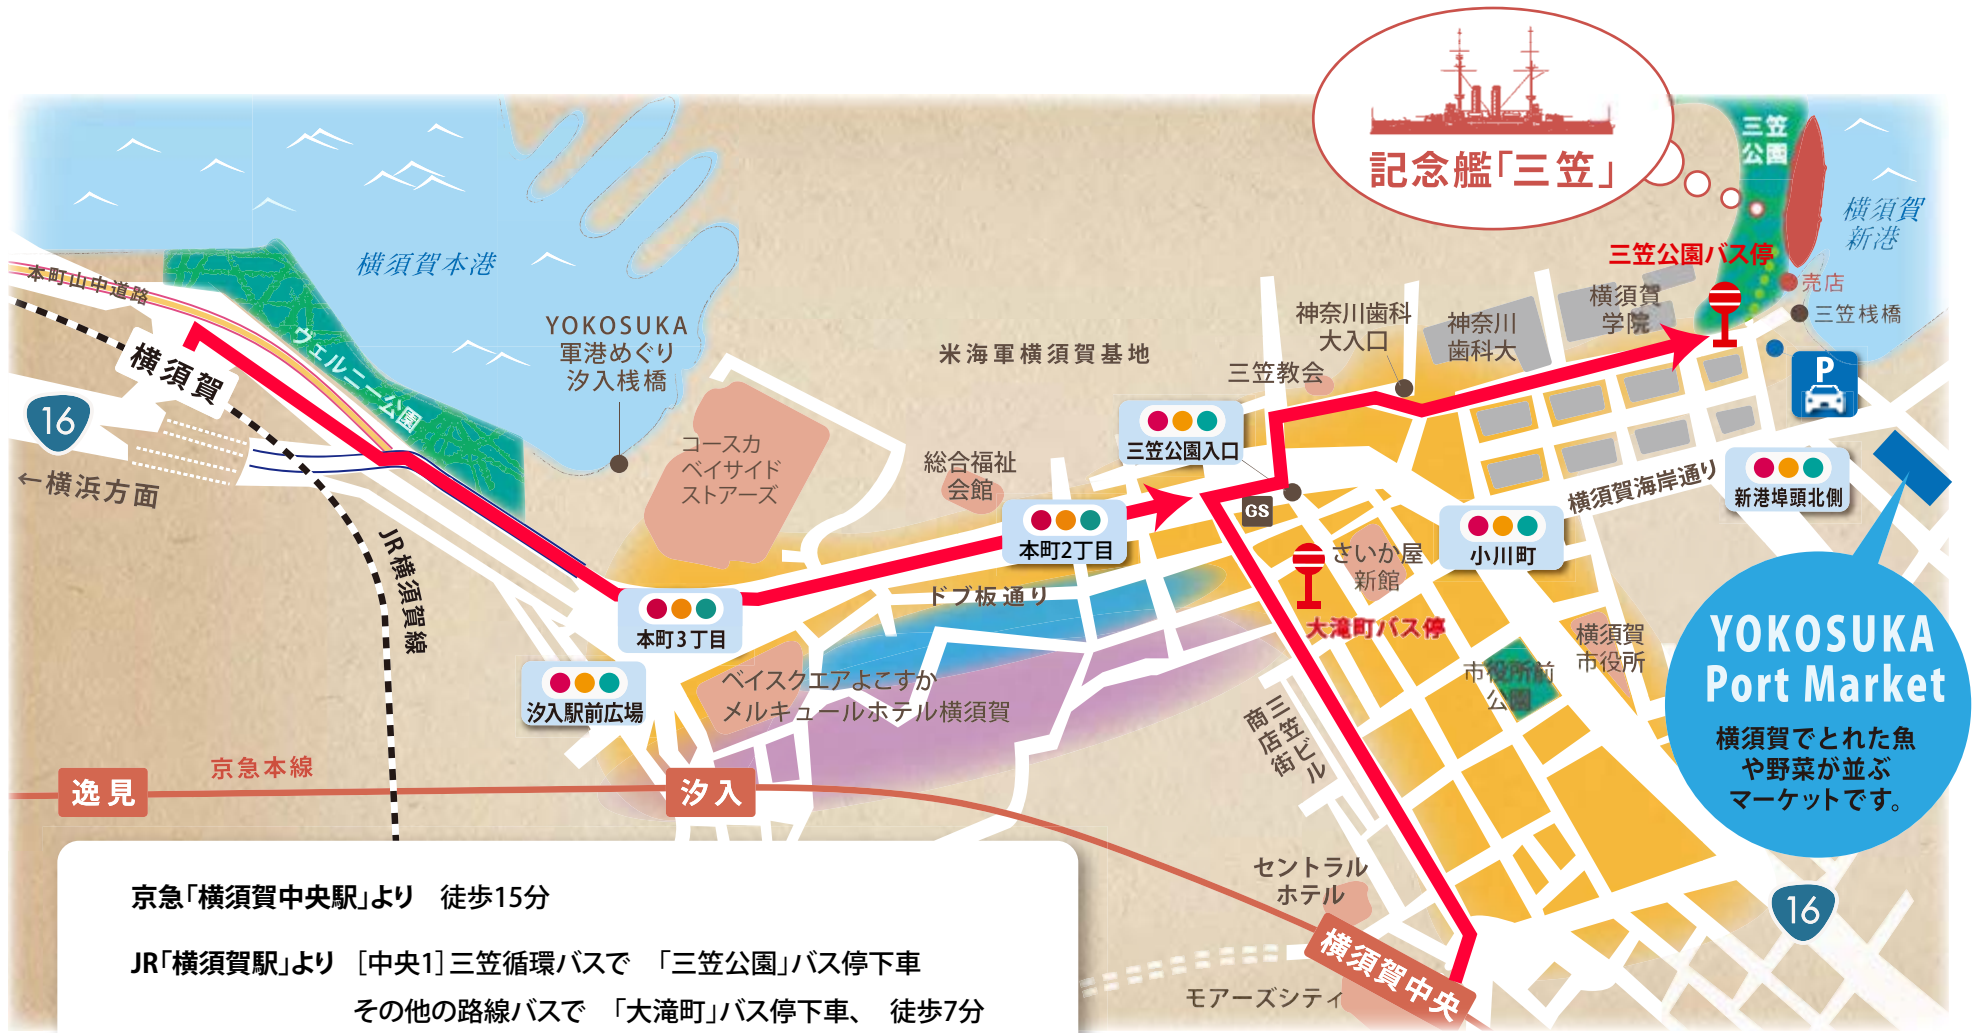 記念艦「三笠」
三笠
公園
横須賀
新港
三笠公園バス停
売店
三笠桟橋
横須賀
学院
神奈川歯科
大入口
神奈川
歯科大
三笠教会
P
本町山中道路
横須賀本港
ヴェルニー公園
YOKOSUKA
軍港めぐり
汐入桟橋
米海軍横須賀基地
横須賀
16
←横浜方面
JR横須賀線
コースカ
ベイサイド
ストアーズ
総合福祉
会館
三笠公園入口
GS
本町2丁目
横須賀海岸通り
新港埠頭北側
小川町
さいか屋
新館
大滝町バス停
ドブ板通り
本町3丁目
汐入駅前広場
ベイスクエアよこすか
メルキュールホテル横須賀
横須賀
市役所
市役所前
公園
三笠ビル
商店街
YOKOSUKA
Port Market
横須賀でとれた魚
や野菜が並ぶ
マーケットです。
京急本線
逸見
汐入
セントラル
ホテル
16
横須賀中央
モアーズシティ
京急「横須賀中央駅」より 徒歩15分
JR「横須賀駅」より [中央1]三笠循環バスで 「三笠公園」バス停下車
その他の路線バスで 「大滝町」バス停下車、 徒歩7分